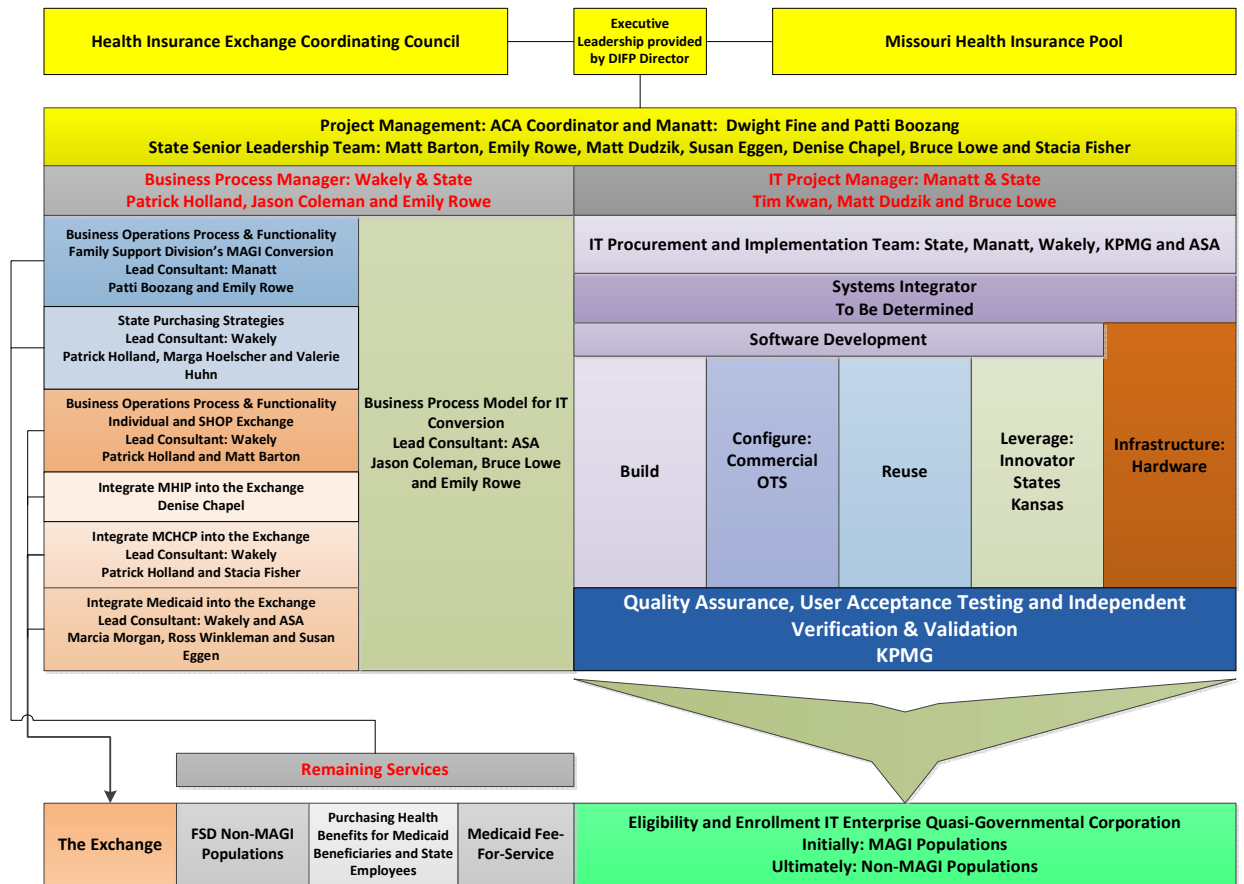 Health Insurance Exchange Coordinating Council
Executive
Leadership provided
by DIFP Director
Missouri Health Insurance Pool
Project Management: ACA Coordinator and Manatt:  Dwight Fine and Patti Boozang
State Senior Leadership Team: Matt Barton, Emily Rowe, Matt Dudzik, Susan Eggen, Denise Chapel, Bruce Lowe and Stacia Fisher
Business Process Manager: Wakely & State
Patrick Holland, Jason Coleman and Emily Rowe
IT Project Manager: Manatt & State
Tim Kwan, Matt Dudzik and Bruce Lowe
Business Operations Process & Functionality
Family Support Division's MAGI Conversion
Lead Consultant: Manatt
Patti Boozang and Emily Rowe
State Purchasing Strategies
Lead Consultant: Wakely
Patrick Holland, Marga Hoelscher and Valerie
Huhn
Business Operations Process & Functionality
Individual and SHOP Exchange
Lead Consultant: Wakely
Patrick Holland and Matt Barton
Integrate MHIP into the Exchange
Denise Chapel
Integrate MCHCP into the Exchange
Lead Consultant: Wakely
Patrick Holland and Stacia Fisher
Integrate Medicaid into the Exchange
Lead Consultant: Wakely and ASA
Marcia Morgan, Ross Winkleman and Susan
Eggen
Business Process Model for IT
Conversion
Lead Consultant: ASA
Jason Coleman, Bruce Lowe
and Emily Rowe
IT Procurement and Implementation Team: State, Manatt, Wakely, KPMG and ASA
Systems Integrator
To Be Determined
Software Development
Build
Configure:
Commercial
OTS
Reuse
Leverage:
Innovator
States
Kansas
Infrastructure:
Hardware
Quality Assurance, User Acceptance Testing and Independent
Verification & Validation
KPMG
Remaining Services
The Exchange
FSD Non-MAGI
Populations
Purchasing Health
Benefits for Medicaid
Beneficiaries and State
Employees
Medicaid Fee-
For-Service
Eligibility and Enrollment IT Enterprise Quasi-Governmental Corporation
Initially: MAGI Populations
Ultimately: Non-MAGI Populations